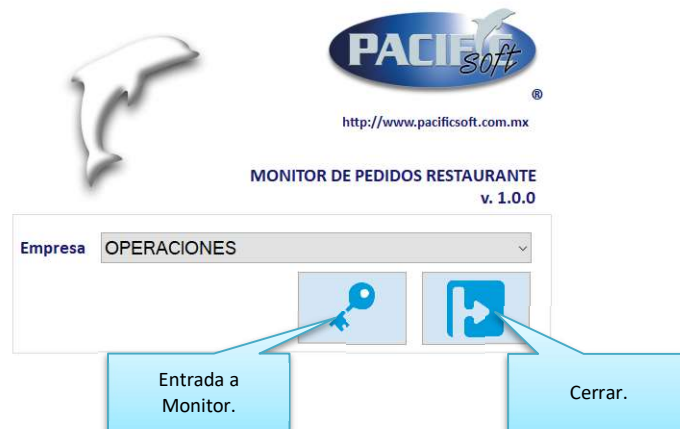 PACIFIC
soft
®
http://www.pacificsoft.com.mx
MONITOR DE PEDIDOS RESTAURANTE
v. 1.0.0
Empresa OPERACIONES
Entrada a
Monitor.
Cerrar.